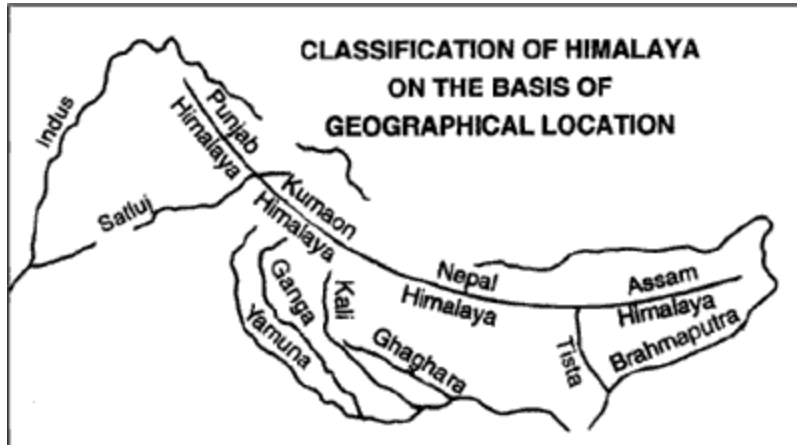 CLASSIFICATION OF HIMALAYA
ON THE BASIS OF
GEOGRAPHICAL LOCATION
Indus
Punjab
Himalaya
Satluj
Kumaon
Himalaya
Nepal
Himalaya
Assam
Himalaya
Ganga
Yamuna
Kali
Ghaghara
Tista
Brahmaputra